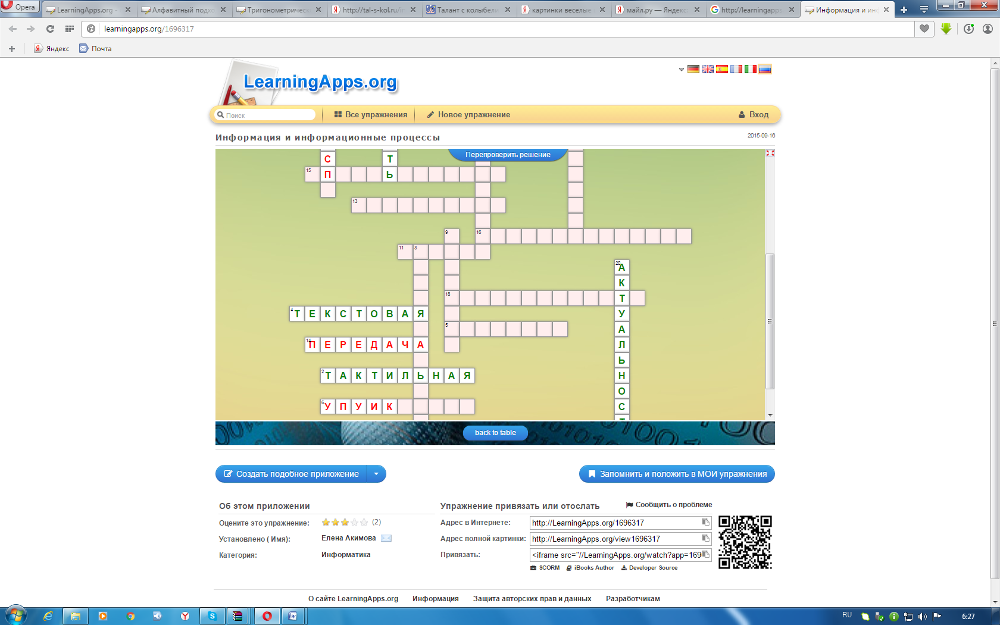 Opera
LearningApps.org -
Алфавитный подхо
Тригонометрическ
http://tal-s-kol.ru/in
Талант с колыбели
картинки веселые
майл.ру — Яндекс
http://learningapps
Информация и инф
learningapps.org/1696317
Яндекс
Почта
LearningApps.org
Поиск
Все упражнения
Новое упражнение
Вход
Информация и информационные процессы
2015-09-16
Перепроверить решение
С Т
15 П Ь
13
9 16
11 3
20 А
К
18 Т
4 ТЕКСТОВАЯ У
5 А
14 ПЕРЕДАЧА Л
Ь
2 ТАКТИЛЬНАЯ Н
О
6 УПУИК С
Т
back to table
Создать подобное приложение
Запомнить и положить в МОИ упражнения
Об этом приложении
Оцените это упражнение: (2)
Установлено ( Имя): Елена Акимова
Категория: Информатика
Упражнение привязать или отослать
Сообщить о проблеме
Адрес в Интернете: http://LearningApps.org/1696317
Адрес полной картинки: http://LearningApps.org/view1696317
Привязать: <iframe src="//LearningApps.org/watch?app=169
SCORM iBooks Author Developer Source
О сайте LearningApps.org Информация Защита авторских прав и данных Разработчикам
RU
6:27